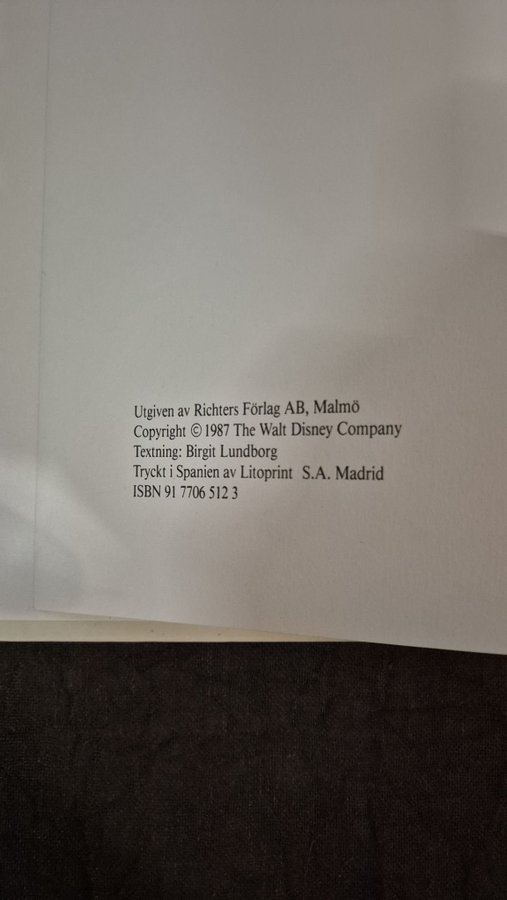 Utgiven av Richters Förlag AB, Malmö
Copyright © 1987 The Walt Disney Company
Textning: Birgit Lundborg
Tryckt i Spanien av Litoprint S.A. Madrid
ISBN 91 7706 512 3